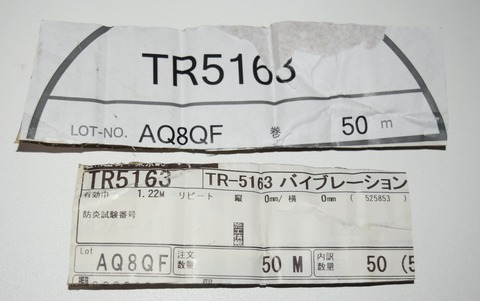 TR5163
LOT-NO. AQ8QF 巻 50 m
TR5163 TR-5163 バイブレーション
有効巾 1.22M リピート 縦 0mm/ 横 0mm ( 525853)
防炎試験番号
Lot AQ8QF 注文数量 50 M 内訳数量 50 (5